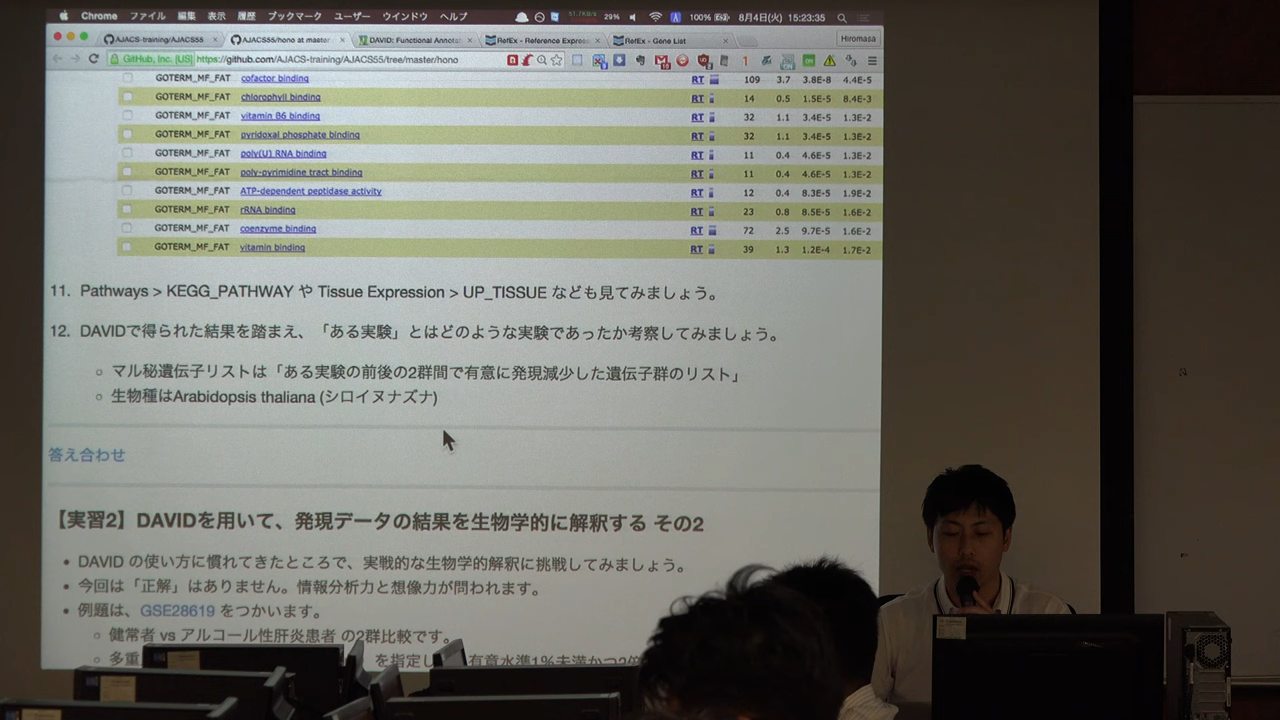 Chrome ファイル 編集 表示 履歴 ブックマーク ユーザー ウインドウ ヘルプ 51.7KB/s 29% 100% 8月4日(火) 15:23:35
AJACS-training/AJACS55 AJACS55/hono at master DAVID: Functional Annotat RefEx - Reference Express RefEx - Gene List Hiromasa
GitHub, Inc. [US] https://github.com/AJACS-training/AJACS55/tree/master/hono
GOTERM_MF_FAT cofactor binding RT 109 3.7 3.8E-8 4.4E-5
GOTERM_MF_FAT chlorophyll binding RT 14 0.5 1.5E-5 8.4E-3
GOTERM_MF_FAT vitamin B6 binding RT 32 1.1 3.4E-5 1.3E-2
GOTERM_MF_FAT pyridoxal phosphate binding RT 32 1.1 3.4E-5 1.3E-2
GOTERM_MF_FAT poly(U) RNA binding RT 11 0.4 4.6E-5 1.3E-2
GOTERM_MF_FAT poly-pyrimidine tract binding RT 11 0.4 4.6E-5 1.3E-2
GOTERM_MF_FAT ATP-dependent peptidase activity RT 12 0.4 8.3E-5 1.9E-2
GOTERM_MF_FAT rRNA binding RT 23 0.8 8.5E-5 1.6E-2
GOTERM_MF_FAT coenzyme binding RT 72 2.5 9.7E-5 1.6E-2
GOTERM_MF_FAT vitamin binding RT 39 1.3 1.2E-4 1.7E-2
11. Pathways > KEGG_PATHWAY や Tissue Expression > UP_TISSUE なども見てみましょう。
12. DAVIDで得られた結果を踏まえ、「ある実験」とはどのような実験であったか考察してみましょう。
マル秘遺伝子リストは「ある実験の前後の2群間で有意に発現減少した遺伝子群のリスト」
生物種はArabidopsis thaliana (シロイヌナズナ)
答え合わせ
【実習2】DAVIDを用いて、発現データの結果を生物学的に解釈する その2
DAVID の使い方に慣れてきたところで、実戦的な生物学的解釈に挑戦してみましょう。
今回は「正解」はありません。情報分析力と想像力が問われます。
例題は、GSE28619 をつかいます。
健常者 vs アルコール性肝炎患者 の2群比較です。
多重 を指定し 有意水準1%未満かつ2倍